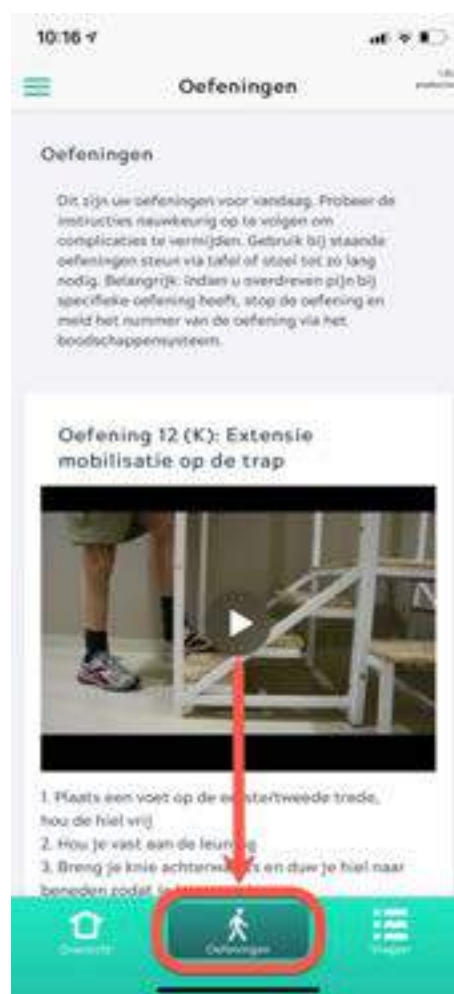 10:16
Oefeningen
Oefeningen
Dit zijn uw oefeningen voor vandaag. Probeer de
instructies nauwkeurig op te volgen om
complicaties te vermijden. Gebruik bij staande
oefeningen steun via tafel of stoel tot zo lang
nodig. Belangrijk: indien u overdreven pijn bij
specifieke oefening heeft, stop de oefening en
meld het nummer van de oefening via het
boodschappensysteem.
Oefening 12 (K): Extensie
mobilisatie op de trap
1. Plaats een voet op de eerste/tweede trede,
hou de hiel vrij
2. Hou je vast aan de leuning
3. Breng je knie achterwaarts en duw je hiel naar
beneden zodat je
Overzicht
Oefeningen
Vragen